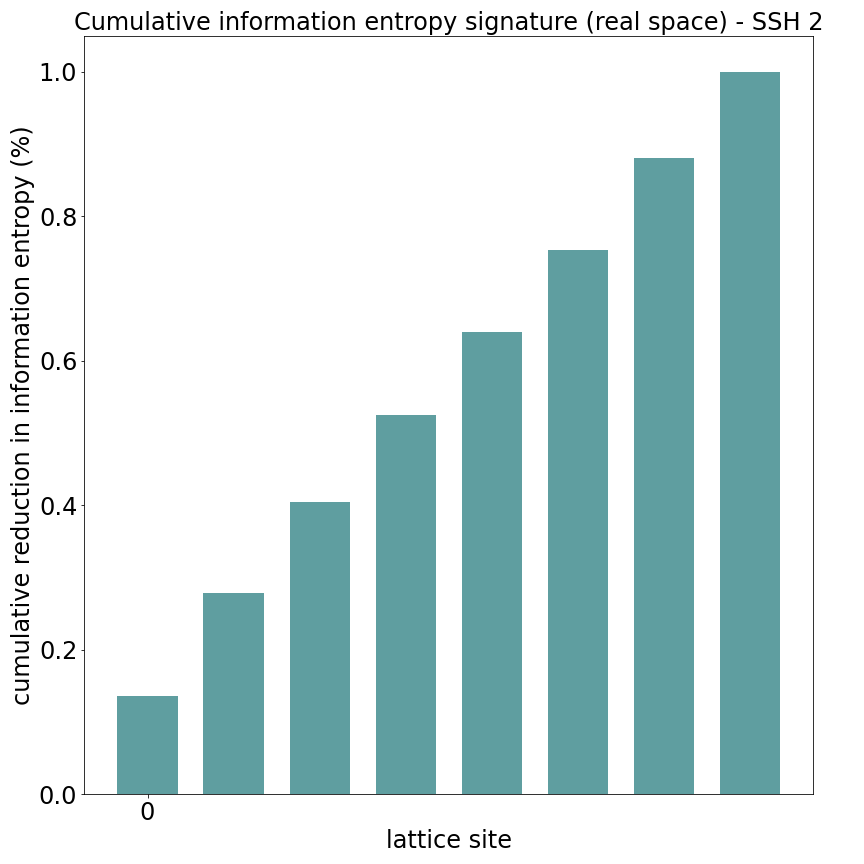 Cumulative information entropy signature (real space) - SSH 2
cumulative reduction in information entropy (%)
1.0
0.8
0.6
0.4
0.2
0.0
0
lattice site